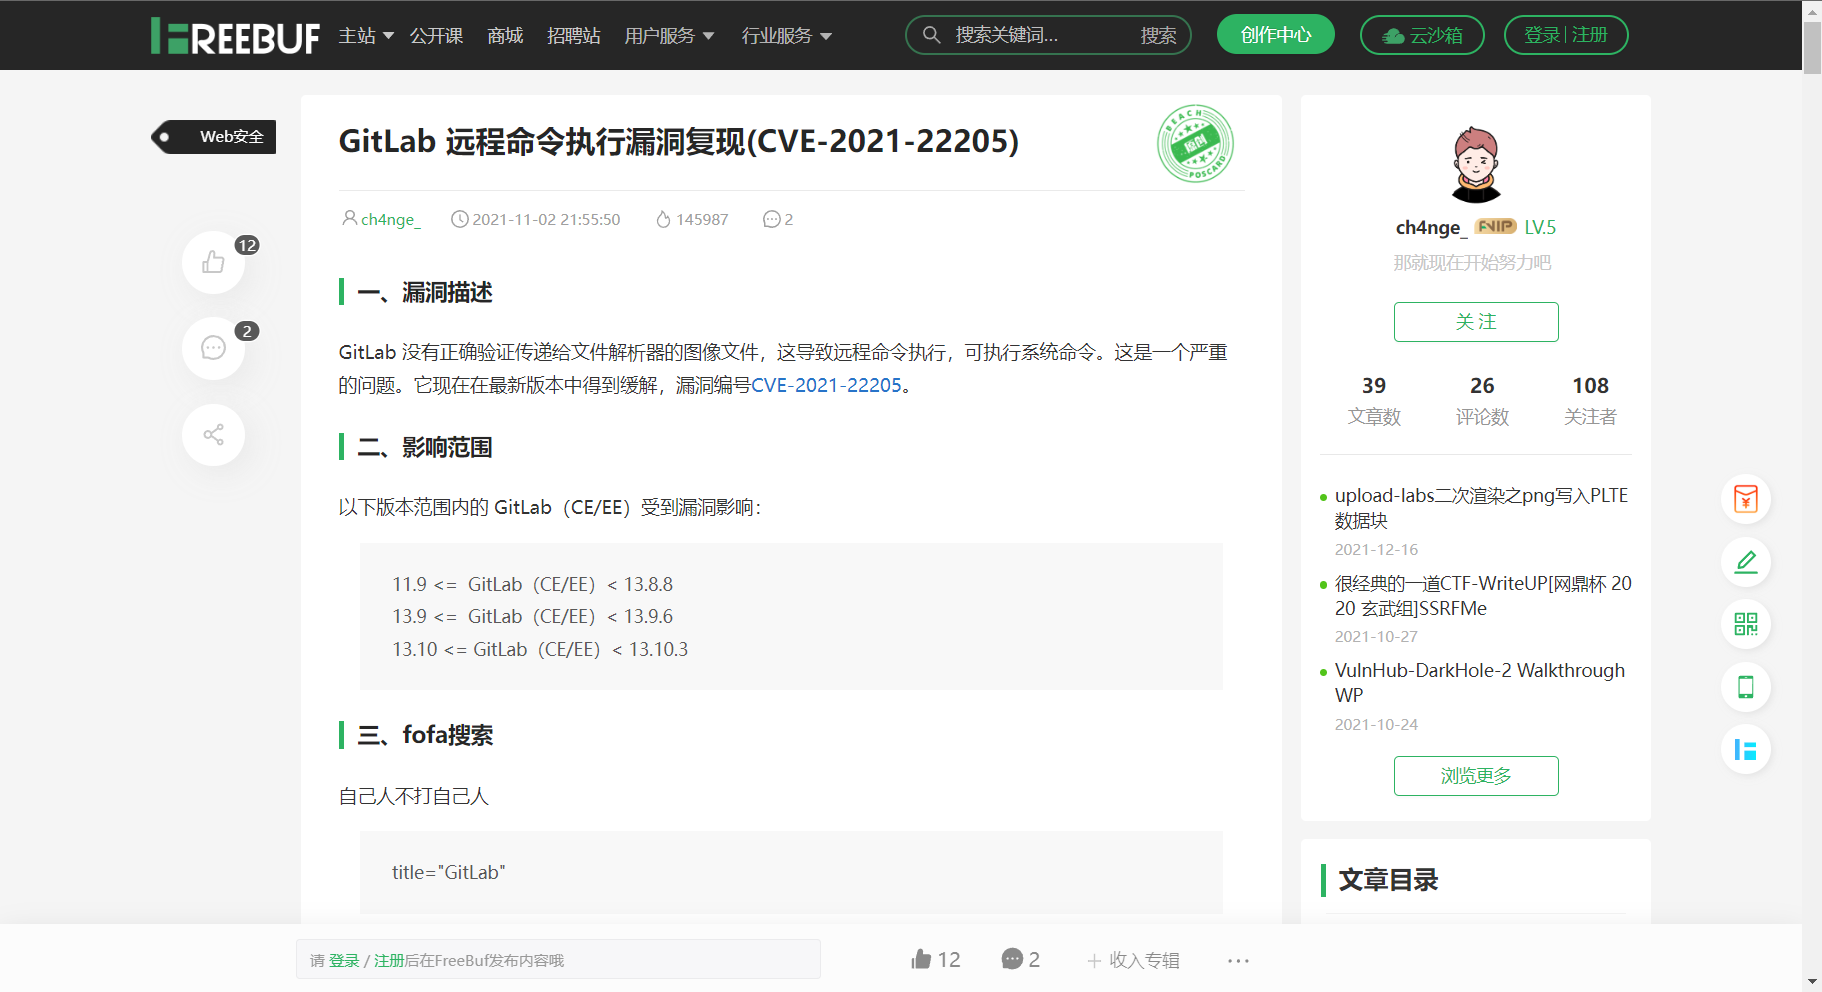 FREEBUF
主站
公开课
商城
招聘站
用户服务
行业服务
搜索关键词...
搜索
创作中心
云沙箱
登录 | 注册
Web安全
12
2
GitLab 远程命令执行漏洞复现(CVE-2021-22205)
BEACH
原创
POSCARD
ch4nge_
2021-11-02 21:55:50
145987
2
一、漏洞描述
GitLab 没有正确验证传递给文件解析器的图像文件，这导致远程命令执行，可执行系统命令。这是一个严重
的问题。它现在在最新版本中得到缓解，漏洞编号CVE-2021-22205。
二、影响范围
以下版本范围内的 GitLab（CE/EE）受到漏洞影响：
11.9 <=  GitLab（CE/EE）< 13.8.8
13.9 <=  GitLab（CE/EE）< 13.9.6
13.10 <= GitLab（CE/EE）< 13.10.3
三、fofa搜索
自己人不打自己人
title="GitLab"
ch4nge_ FVIP LV.5
那就现在开始努力吧
关 注
39
26
108
文章数
评论数
关注者
upload-labs二次渲染之png写入PLTE
数据块
2021-12-16
很经典的一道CTF-WriteUP[网鼎杯 20
20 玄武组]SSRFMe
2021-10-27
VulnHub-DarkHole-2 Walkthrough
WP
2021-10-24
浏览更多
文章目录
请 登录 / 注册后在FreeBuf发布内容哦
12
2
收入专辑